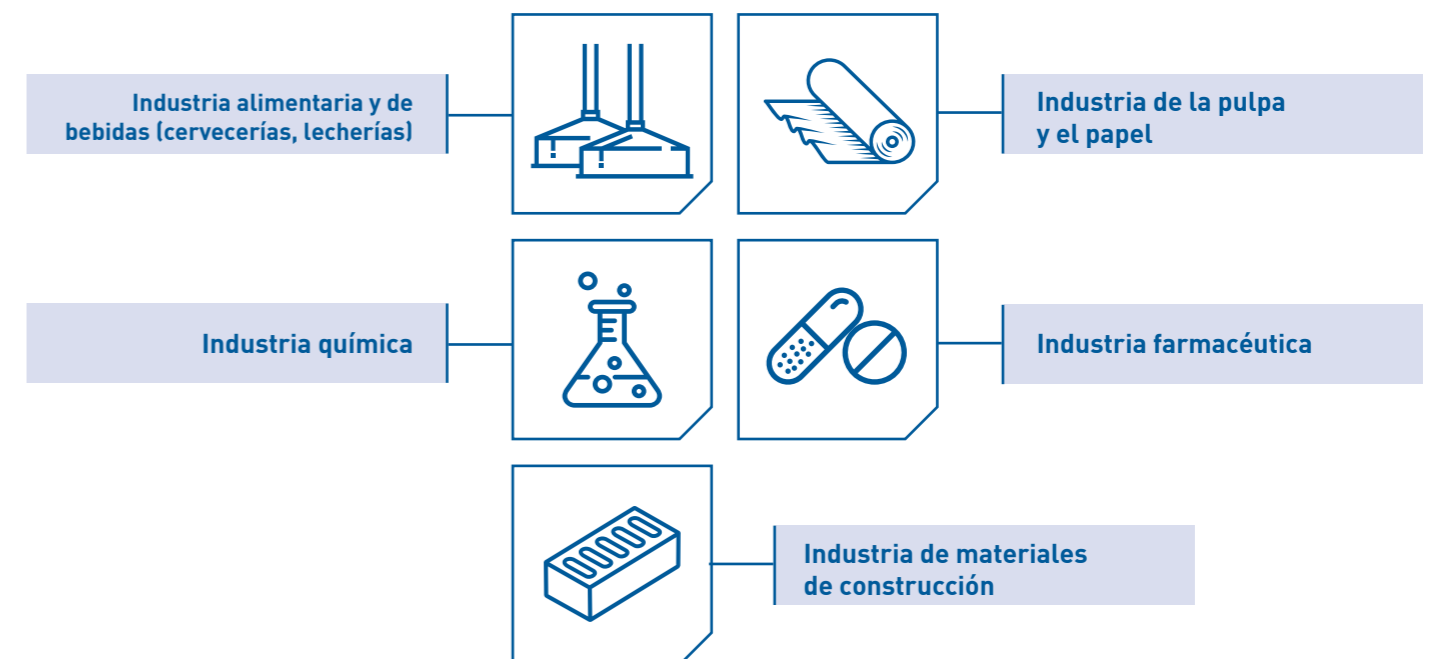 Industria alimentaria y de
bebidas (cervecerías, lecherías)
Industria de la pulpa
y el papel
Industria química
Industria farmacéutica
Industria de materiales
de construcción